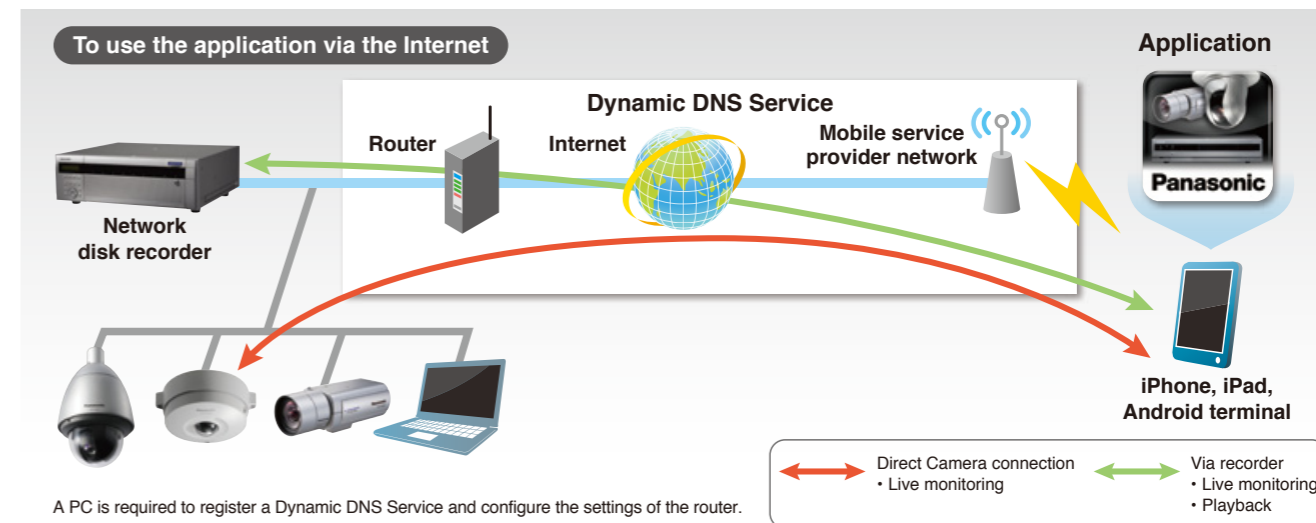 To use the application via the Internet
Application
Dynamic DNS Service
Router
Internet
Mobile service
provider network
Panasonic
Network
disk recorder
iPhone, iPad,
Android terminal
Direct Camera connection
• Live monitoring
Via recorder
• Live monitoring
• Playback
A PC is required to register a Dynamic DNS Service and configure the settings of the router.